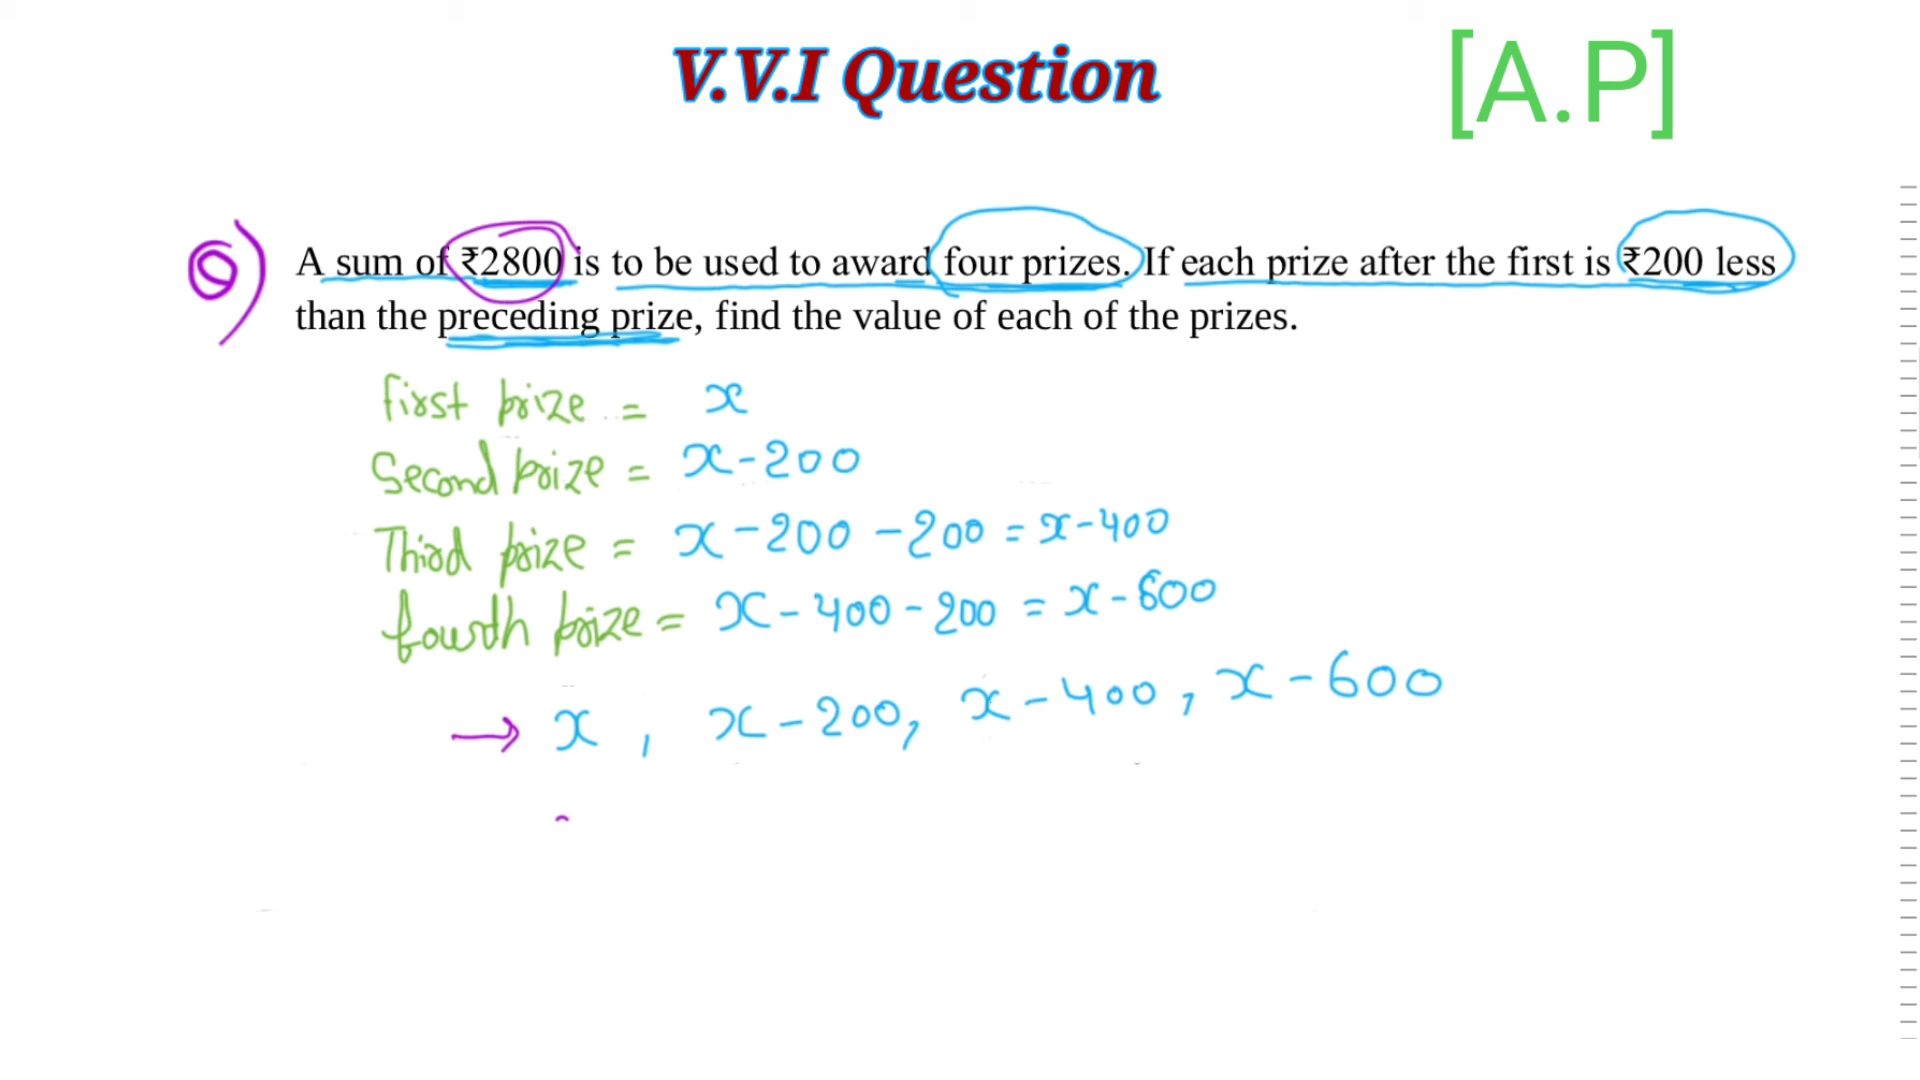 V.V.I Question [A.P]
Q) A sum of ₹2800 is to be used to award four prizes. If each prize after the first is ₹200 less
than the preceding prize, find the value of each of the prizes.
First prize = x
Second prize = x-200
Third prize = x-200-200 = x-400
fourth prize = x-400-200 = x-600
→ x, x-200, x-400, x-600